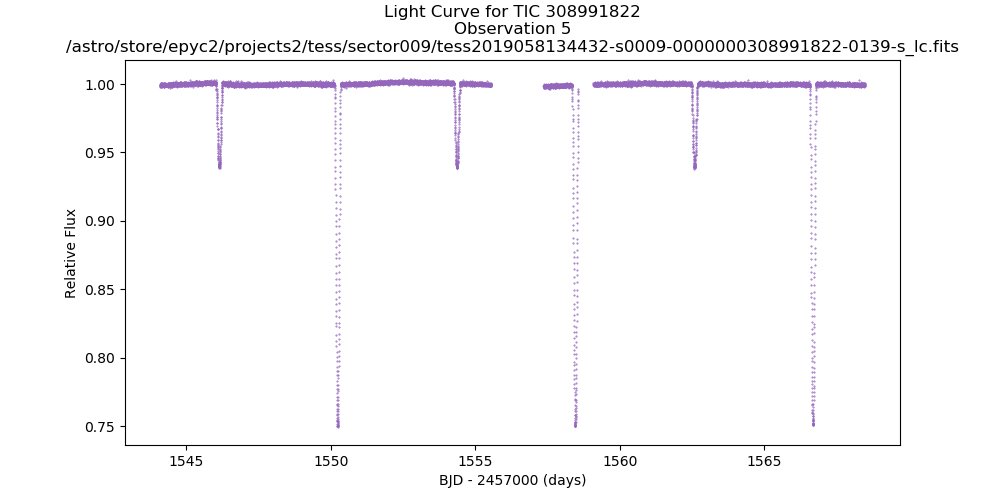 Light Curve for TIC 308991822
Observation 5
/astro/store/epyc2/projects2/tess/sector009/tess2019058134432-s0009-0000000308991822-0139-s_lc.fits
1.00
0.95
0.90
0.85
0.80
0.75
Relative Flux
1545
1550
1555
1560
1565
BJD - 2457000 (days)